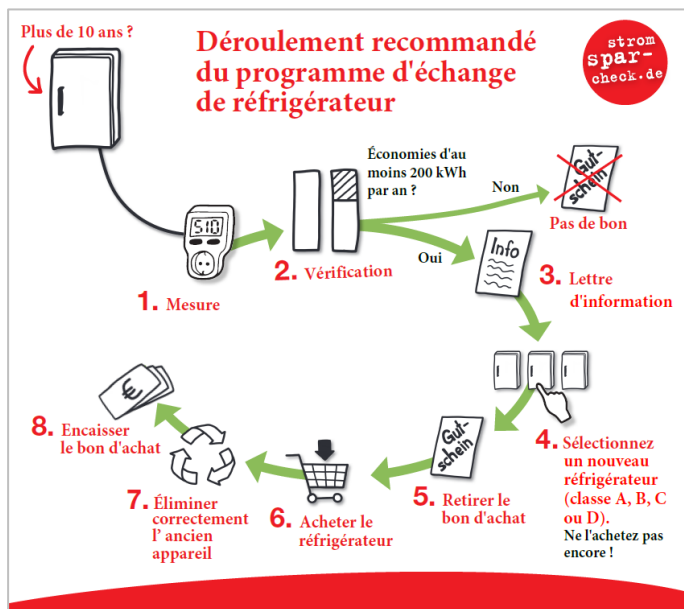 Plus de 10 ans ?
Déroulement recommandé
du programme d'échange
de réfrigérateur
strom
spar-
check.de
Économies d'au
moins 200 kWh
par an ?
Non
Gut-
schein
Pas de bon
Oui
510
1. Mesure
2. Vérification
Info
3. Lettre
d'information
4. Sélectionnez
un nouveau
réfrigérateur
(classe A, B, C
ou D).
Ne l'achetez pas
encore !
Gut-
schein
5. Retirer le
bon d'achat
6. Acheter le
réfrigérateur
7. Éliminer
correctement
l' ancien
appareil
€
8. Encaisser
le bon d'achat